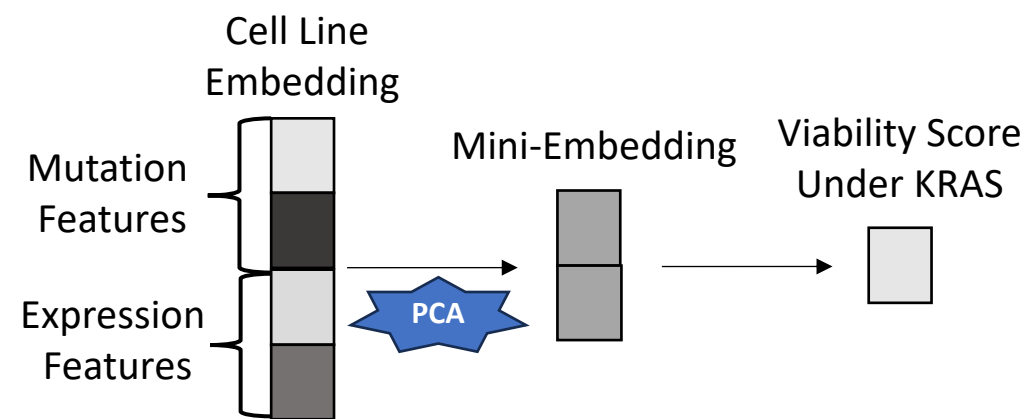 Cell Line
Embedding
Mutation
Features
Expression
Features
PCA
Mini-Embedding
Viability Score
Under KRAS